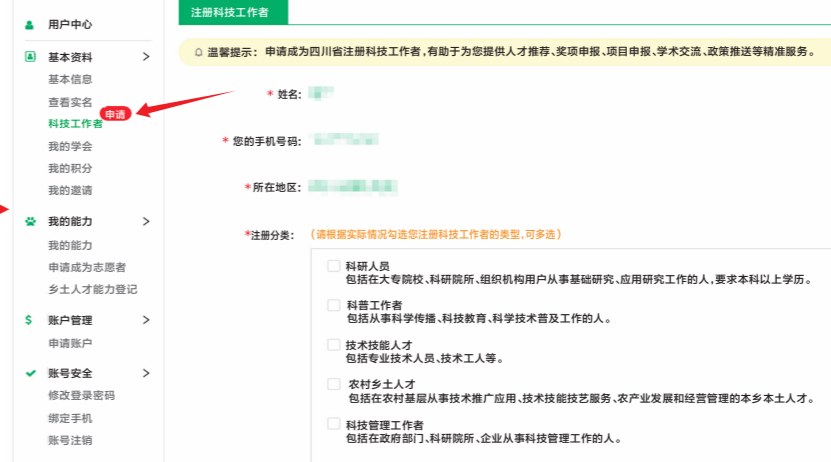 用户中心
基本资料
基本信息
查看实名
科技工作者
申请
我的学会
我的积分
我的邀请
我的能力
我的能力
申请成为志愿者
乡土人才能力登记
$ 账户管理
申请账户
账号安全
修改登录密码
绑定手机
账号注销
注册科技工作者
温馨提示：申请成为四川省注册科技工作者,有助于为您提供人才推荐、奖项申报、项目申报、学术交流、政策推送等精准服务。
* 姓名:
* 您的手机号码:
*所在地区:
*注册分类: （请根据实际情况勾选您注册科技工作者的类型,可多选）
科研人员
包括在大专院校、科研院所、组织机构用户从事基础研究、应用研究工作的人,要求本科以上学历。
科普工作者
包括从事科学传播、科技教育、科学技术普及工作的人。
技术技能人才
包括专业技术人员、技术工人等。
农村乡土人才
包括在农村基层从事技术推广应用、技术技能技艺服务、农产业发展和经营管理的本乡本土人才。
科技管理工作者
包括在政府部门、科研院所、企业从事科技管理工作的人。